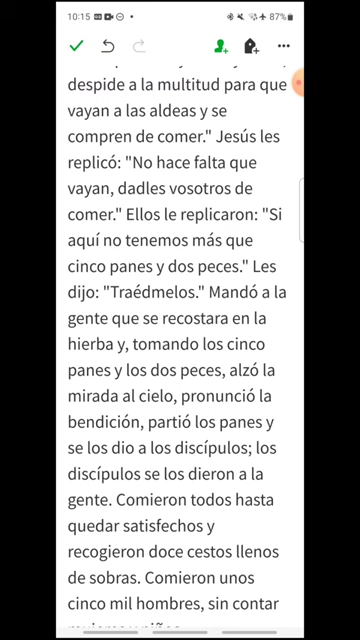 10:15
87%
despide a la multitud para que
vayan a las aldeas y se
compren de comer." Jesús les
replicó: "No hace falta que
vayan, dadles vosotros de
comer." Ellos le replicaron: "Si
aquí no tenemos más que
cinco panes y dos peces." Les
dijo: "Traédmelos." Mandó a la
gente que se recostara en la
hierba y, tomando los cinco
panes y los dos peces, alzó la
mirada al cielo, pronunció la
bendición, partió los panes y
se los dio a los discípulos; los
discípulos se los dieron a la
gente. Comieron todos hasta
quedar satisfechos y
recogieron doce cestos llenos
de sobras. Comieron unos
cinco mil hombres, sin contar